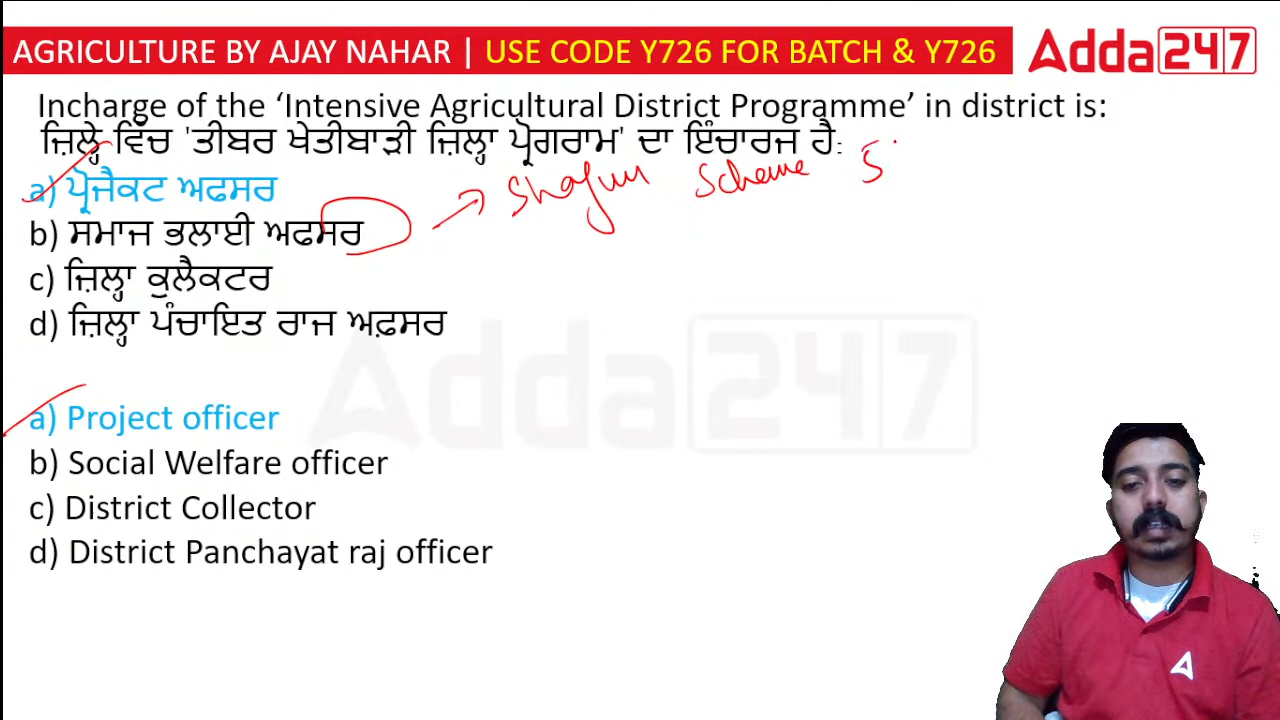 AGRICULTURE BY AJAY NAHAR | USE CODE Y726 FOR BATCH & Y726
Adda247
Incharge of the ‘Intensive Agricultural District Programme’ in district is:
ਜ਼ਿਲ੍ਹੇ ਵਿੱਚ 'ਤੀਬਰ ਖੇਤੀਬਾੜੀ ਜ਼ਿਲ੍ਹਾ ਪ੍ਰੋਗਰਾਮ' ਦਾ ਇੰਚਾਰਜ ਹੈ:
a) ਪ੍ਰੋਜੈਕਟ ਅਫਸਰ
Scheme 5
b) ਸਮਾਜ ਭਲਾਈ ਅਫਸਰ
c) ਜ਼ਿਲ੍ਹਾ ਕੁਲੈਕਟਰ
d) ਜ਼ਿਲ੍ਹਾ ਪੰਚਾਇਤ ਰਾਜ ਅਫ਼ਸਰ
Adda247
a) Project officer
b) Social Welfare officer
c) District Collector
d) District Panchayat raj officer